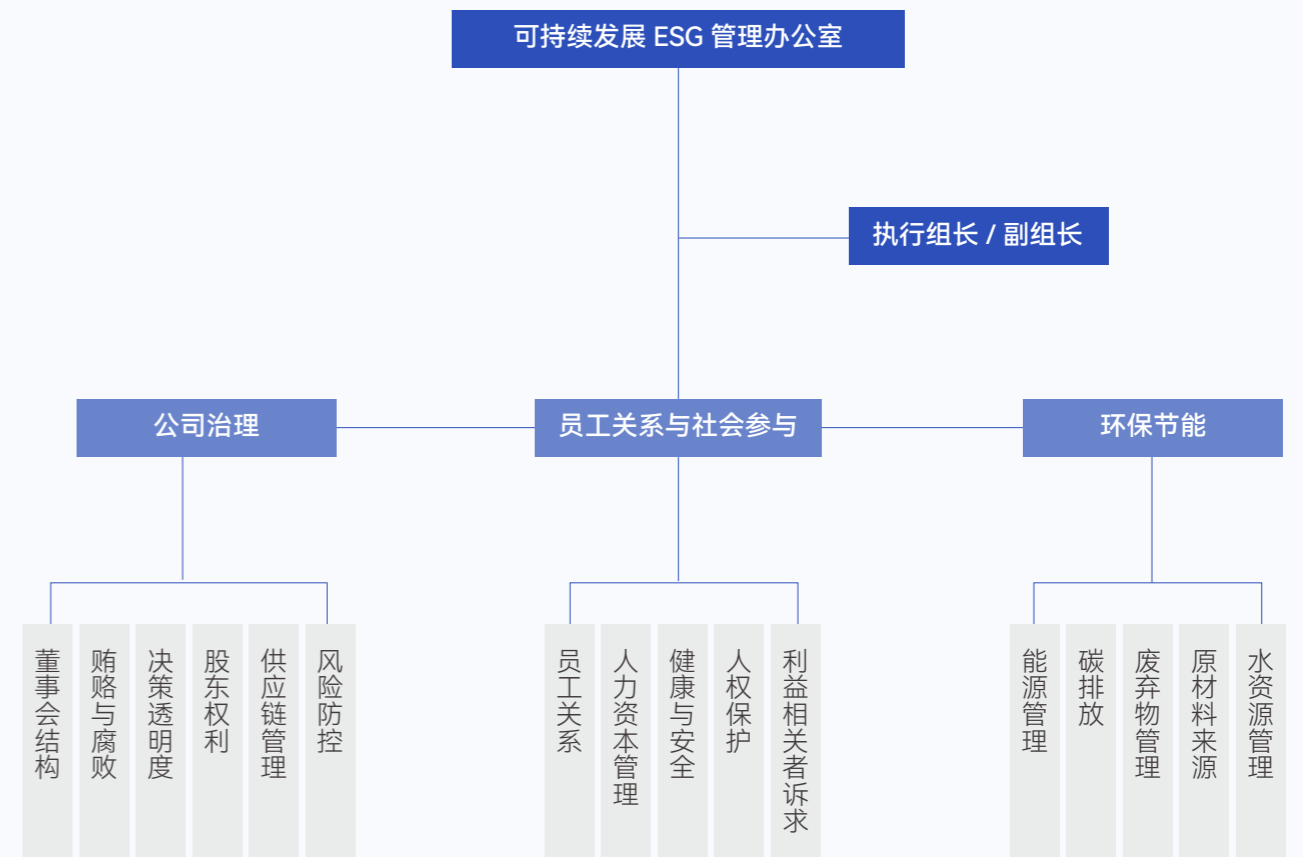 可持续发展 ESG 管理办公室
执行组长 / 副组长
公司治理
员工关系与社会参与
环保节能
董事会结构
贿赂与腐败
决策透明度
股东权利
供应链管理
风险防控
员工关系
人力资本管理
健康与安全
人权保护
利益相关者诉求
能源管理
碳排放
废弃物管理
原材料来源
水资源管理